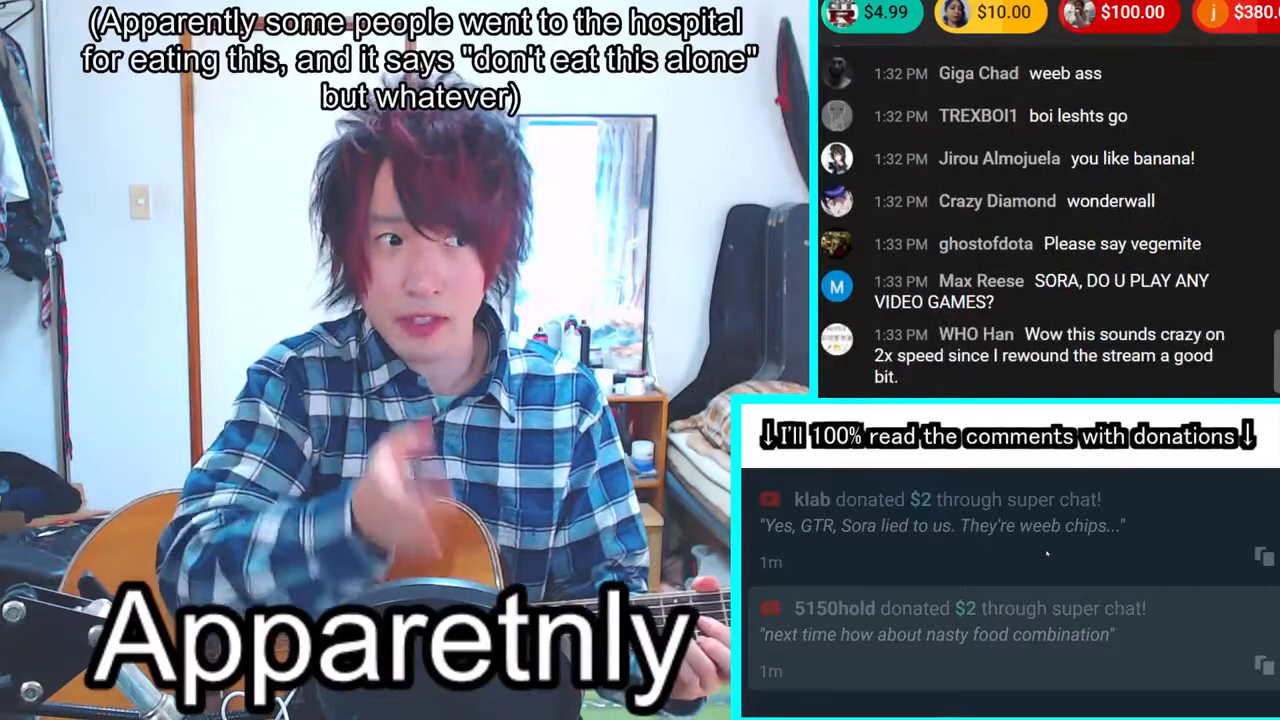 (Apparently some people went to the hospital
for eating this, and it says "don't eat this alone"
but whatever)
Apparetnly
$4.99 $10.00 $100.00 j $380.
1:32 PM Giga Chad weeb ass
1:32 PM TREXBOI1 boi leshts go
1:32 PM Jirou Almojuela you like banana!
1:32 PM Crazy Diamond wonderwall
1:33 PM ghostofdota Please say vegemite
M 1:33 PM Max Reese SORA, DO U PLAY ANY
VIDEO GAMES?
1:33 PM WHO Han Wow this sounds crazy on
2x speed since I rewound the stream a good
bit.
↓I'll 100% read the comments with donations↓
klab donated $2 through super chat!
"Yes, GTR, Sora lied to us. They're weeb chips..."
1m
5150hold donated $2 through super chat!
"next time how about nasty food combination"
1m